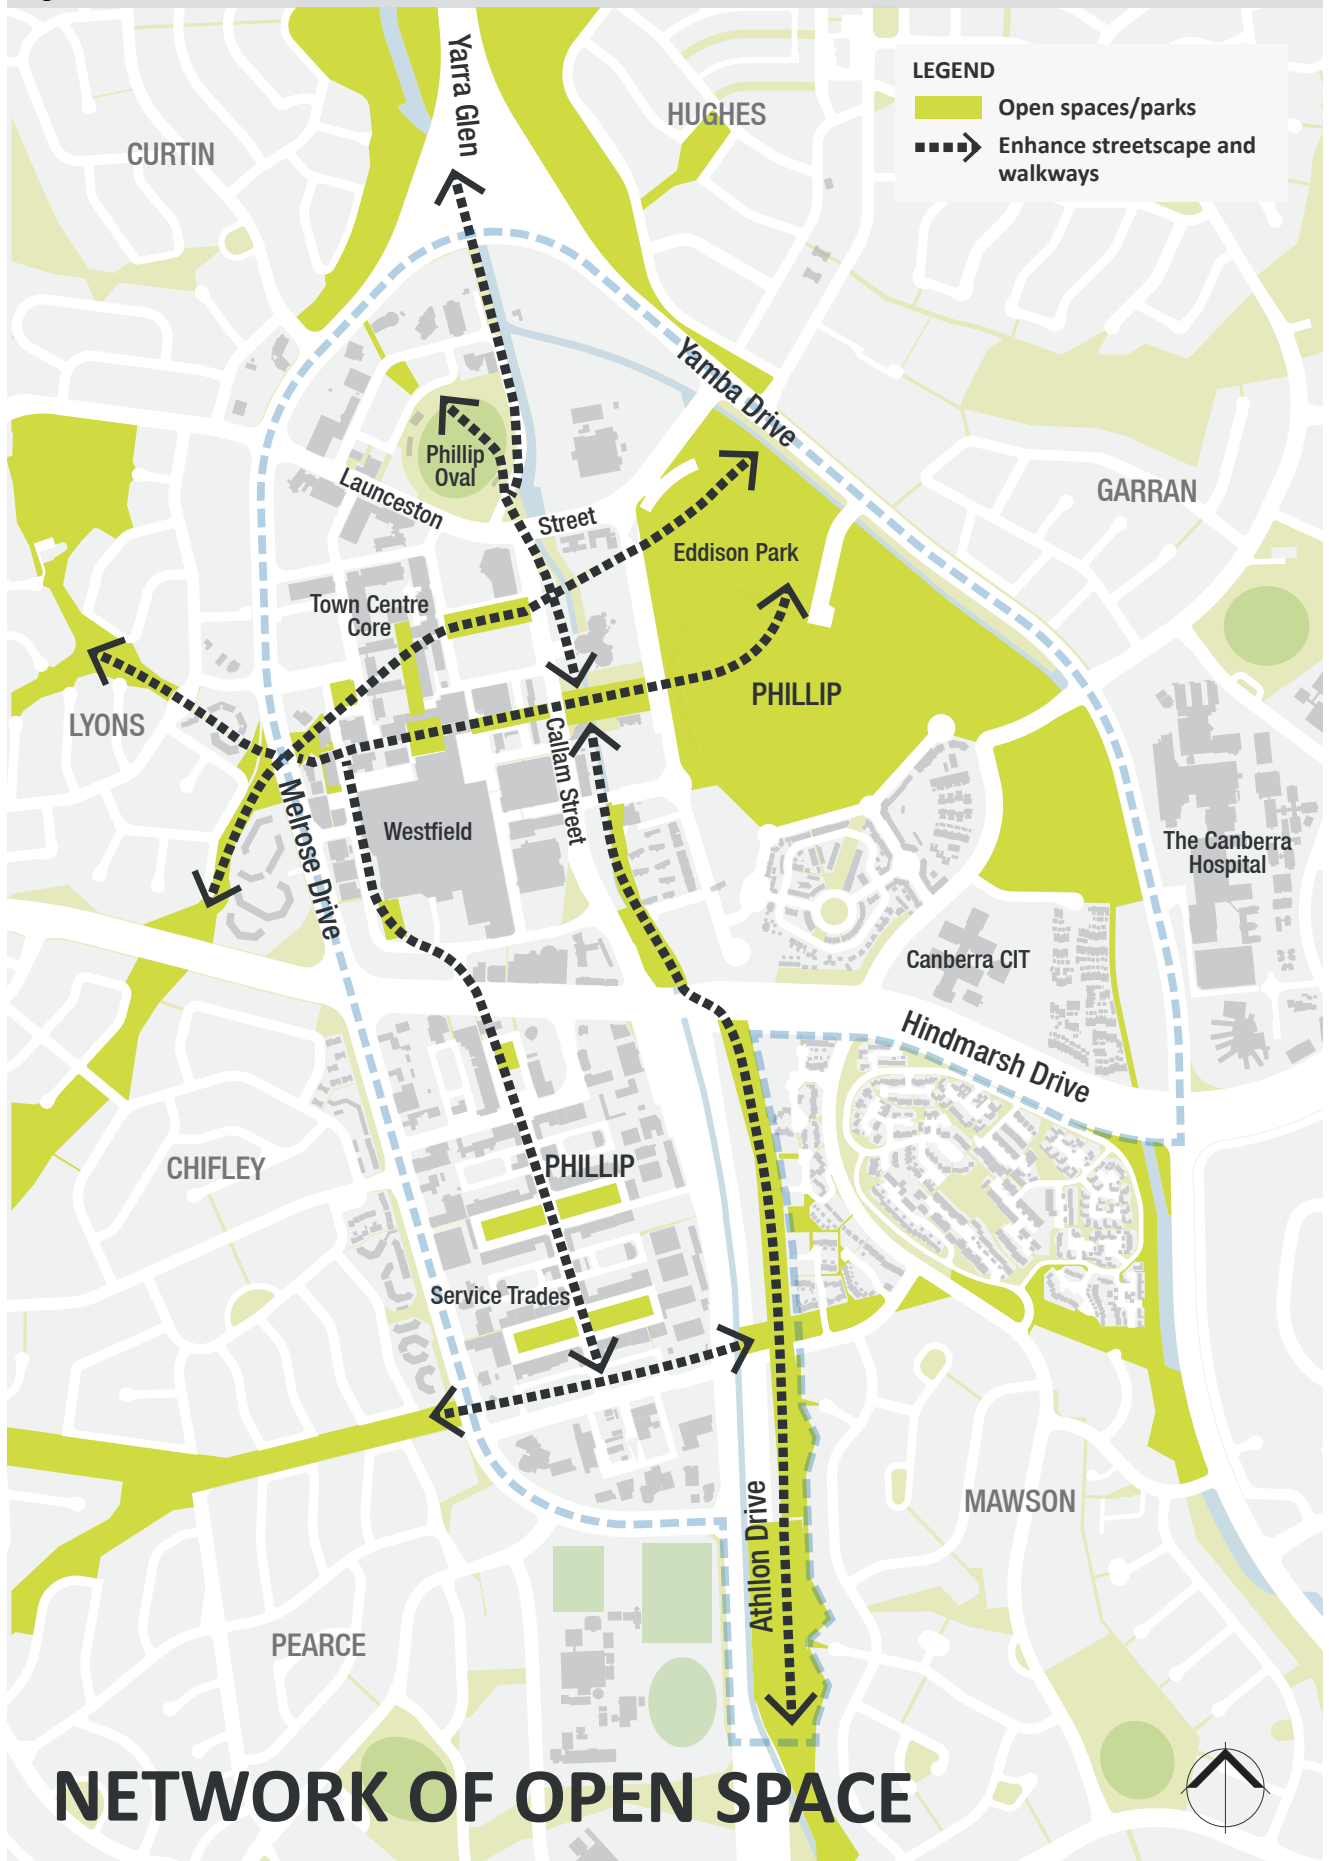 LEGEND
Open spaces/parks
Enhance streetscape and
walkways
Yarra Glen
HUGHES
CURTIN
Yamba Drive
Phillip
Oval
Launceston
Street
GARRAN
Eddison Park
Town Centre
Core
PHILLIP
LYONS
Callam Street
Melrose Drive
Westfield
The Canberra
Hospital
Canberra CIT
Hindmarsh Drive
CHIFLEY
PHILLIP
Service Trades
MAWSON
Athllon Drive
PEARCE
NETWORK OF OPEN SPACE